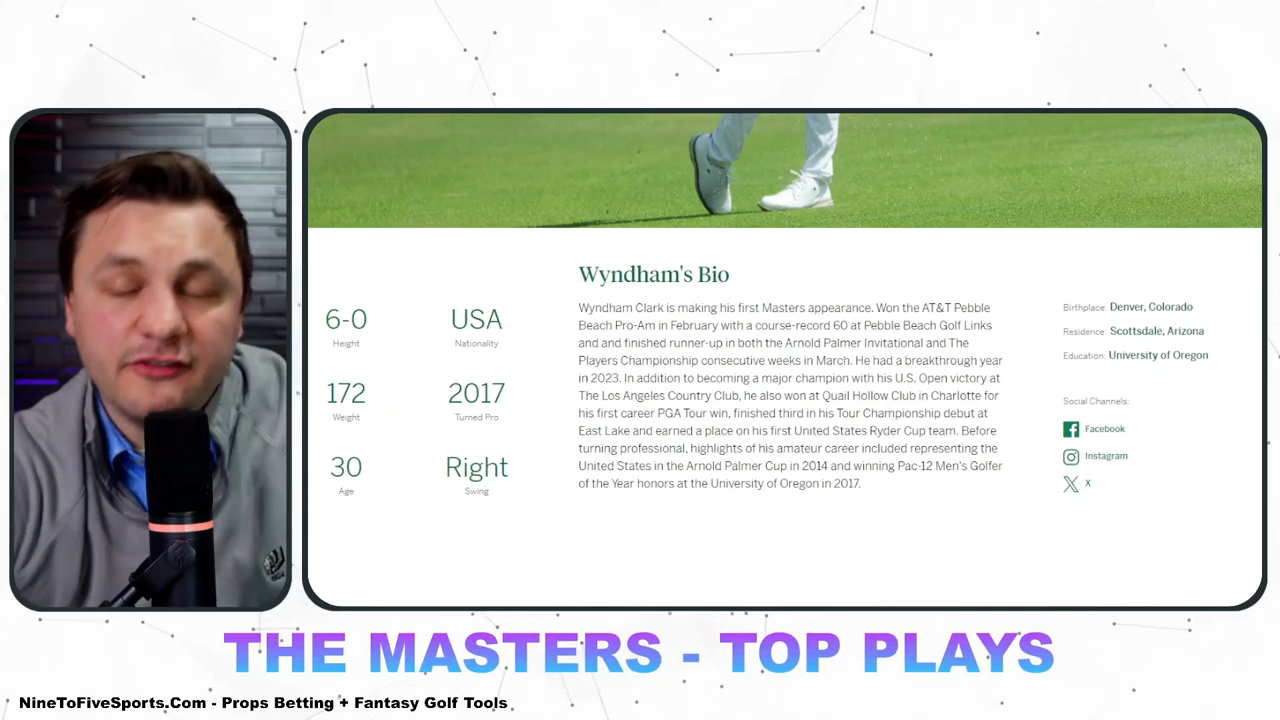 6-0
Height
USA
Nationality
172
Weight
2017
Turned Pro
30
Age
Right
Swing
Wyndham's Bio
Wyndham Clark is making his first Masters appearance. Won the AT&T Pebble
Beach Pro-Am in February with a course-record 60 at Pebble Beach Golf Links
and and finished runner-up in both the Arnold Palmer Invitational and The
Players Championship consecutive weeks in March. He had a breakthrough year
in 2023. In addition to becoming a major champion with his U.S. Open victory at
The Los Angeles Country Club, he also won at Quail Hollow Club in Charlotte for
his first career PGA Tour win, finished third in his Tour Championship debut at
East Lake and earned a place on his first United States Ryder Cup team. Before
turning professional, highlights of his amateur career included representing the
United States in the Arnold Palmer Cup in 2014 and winning Pac-12 Men's Golfer
of the Year honors at the University of Oregon in 2017.
Birthplace: Denver, Colorado
Residence: Scottsdale, Arizona
Education: University of Oregon
Social Channels:
Facebook
Instagram
X
THE MASTERS - TOP PLAYS
NineToFiveSports.Com - Props Betting + Fantasy Golf Tools